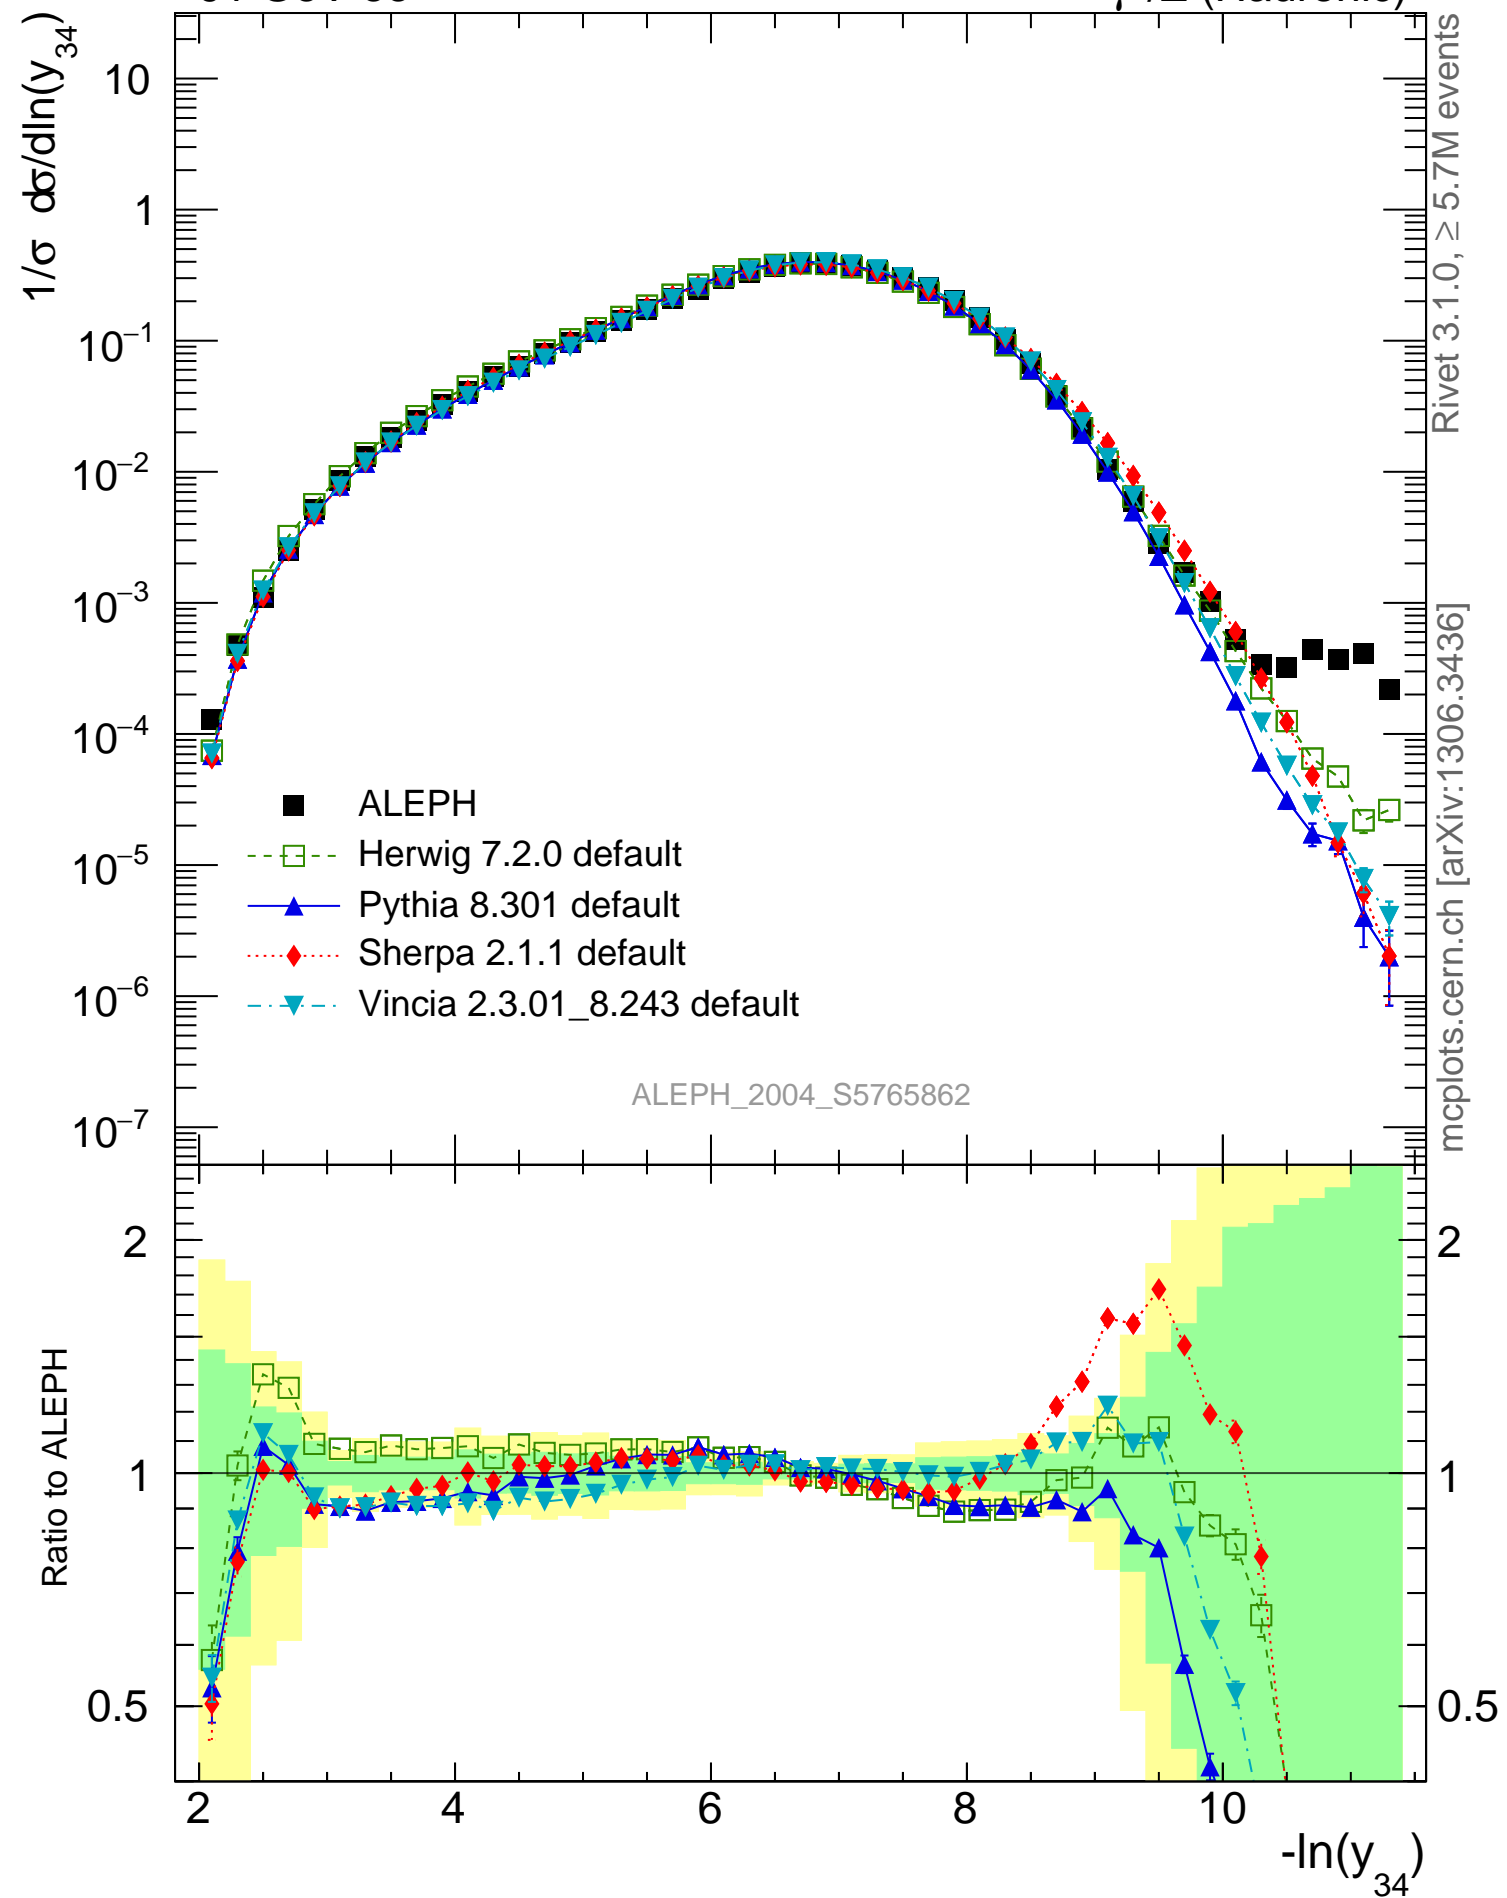 1/σ dσ/dln(y34)
10
1
10−1
10−2
10−3
10−4
10−5
10−6
10−7
ALEPH
Herwig 7.2.0 default
Pythia 8.301 default
Sherpa 2.1.1 default
Vincia 2.3.01_8.243 default
ALEPH_2004_S5765862
Rivet 3.1.0, ≥ 5.7M events
mcplots.cern.ch [arXiv:1306.3436]
Ratio to ALEPH
2
1
0.5
2
1
0.5
2 4 6 8 10
-ln(y34)